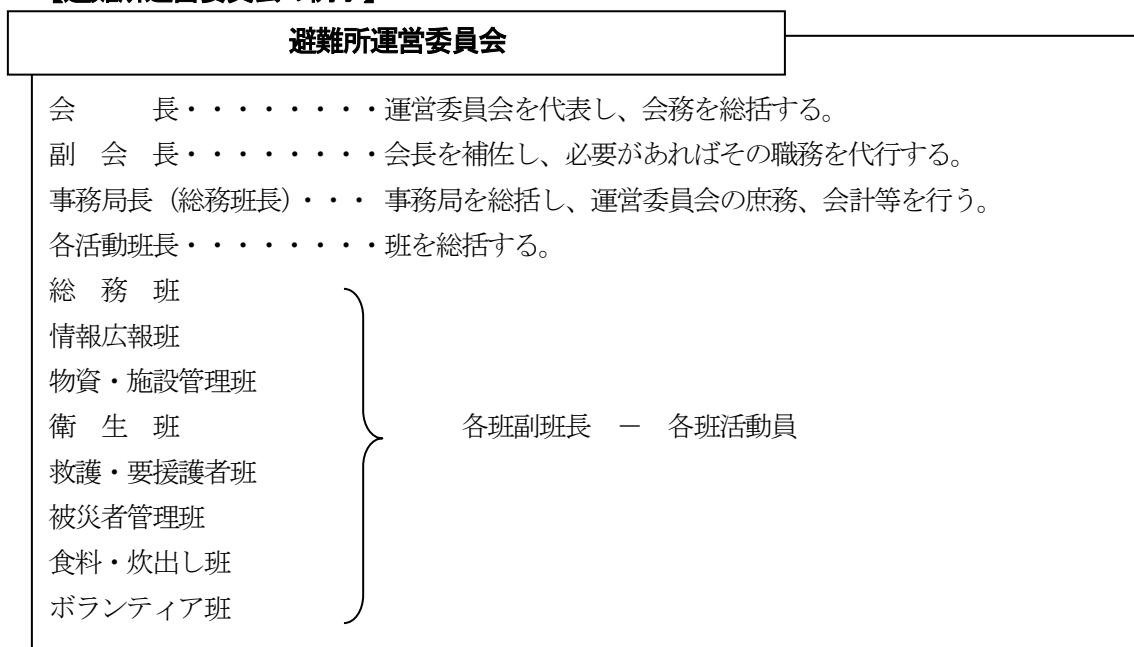 避難所運営委員会
会　　　長・・・・・・・・運営委員会を代表し、会務を総括する。
副　会　長・・・・・・・・会長を補佐し、必要があればその職務を代行する。
事務局長（総務班長）・・・　事務局を総括し、運営委員会の庶務、会計等を行う。
各活動班長・・・・・・・・班を総括する。
総　務　班
情報広報班
物資・施設管理班
衛　生　班　　　　　各班副班長　－　各班活動員
救護・要援護者班
被災者管理班
食料・炊出し班
ボランティア班